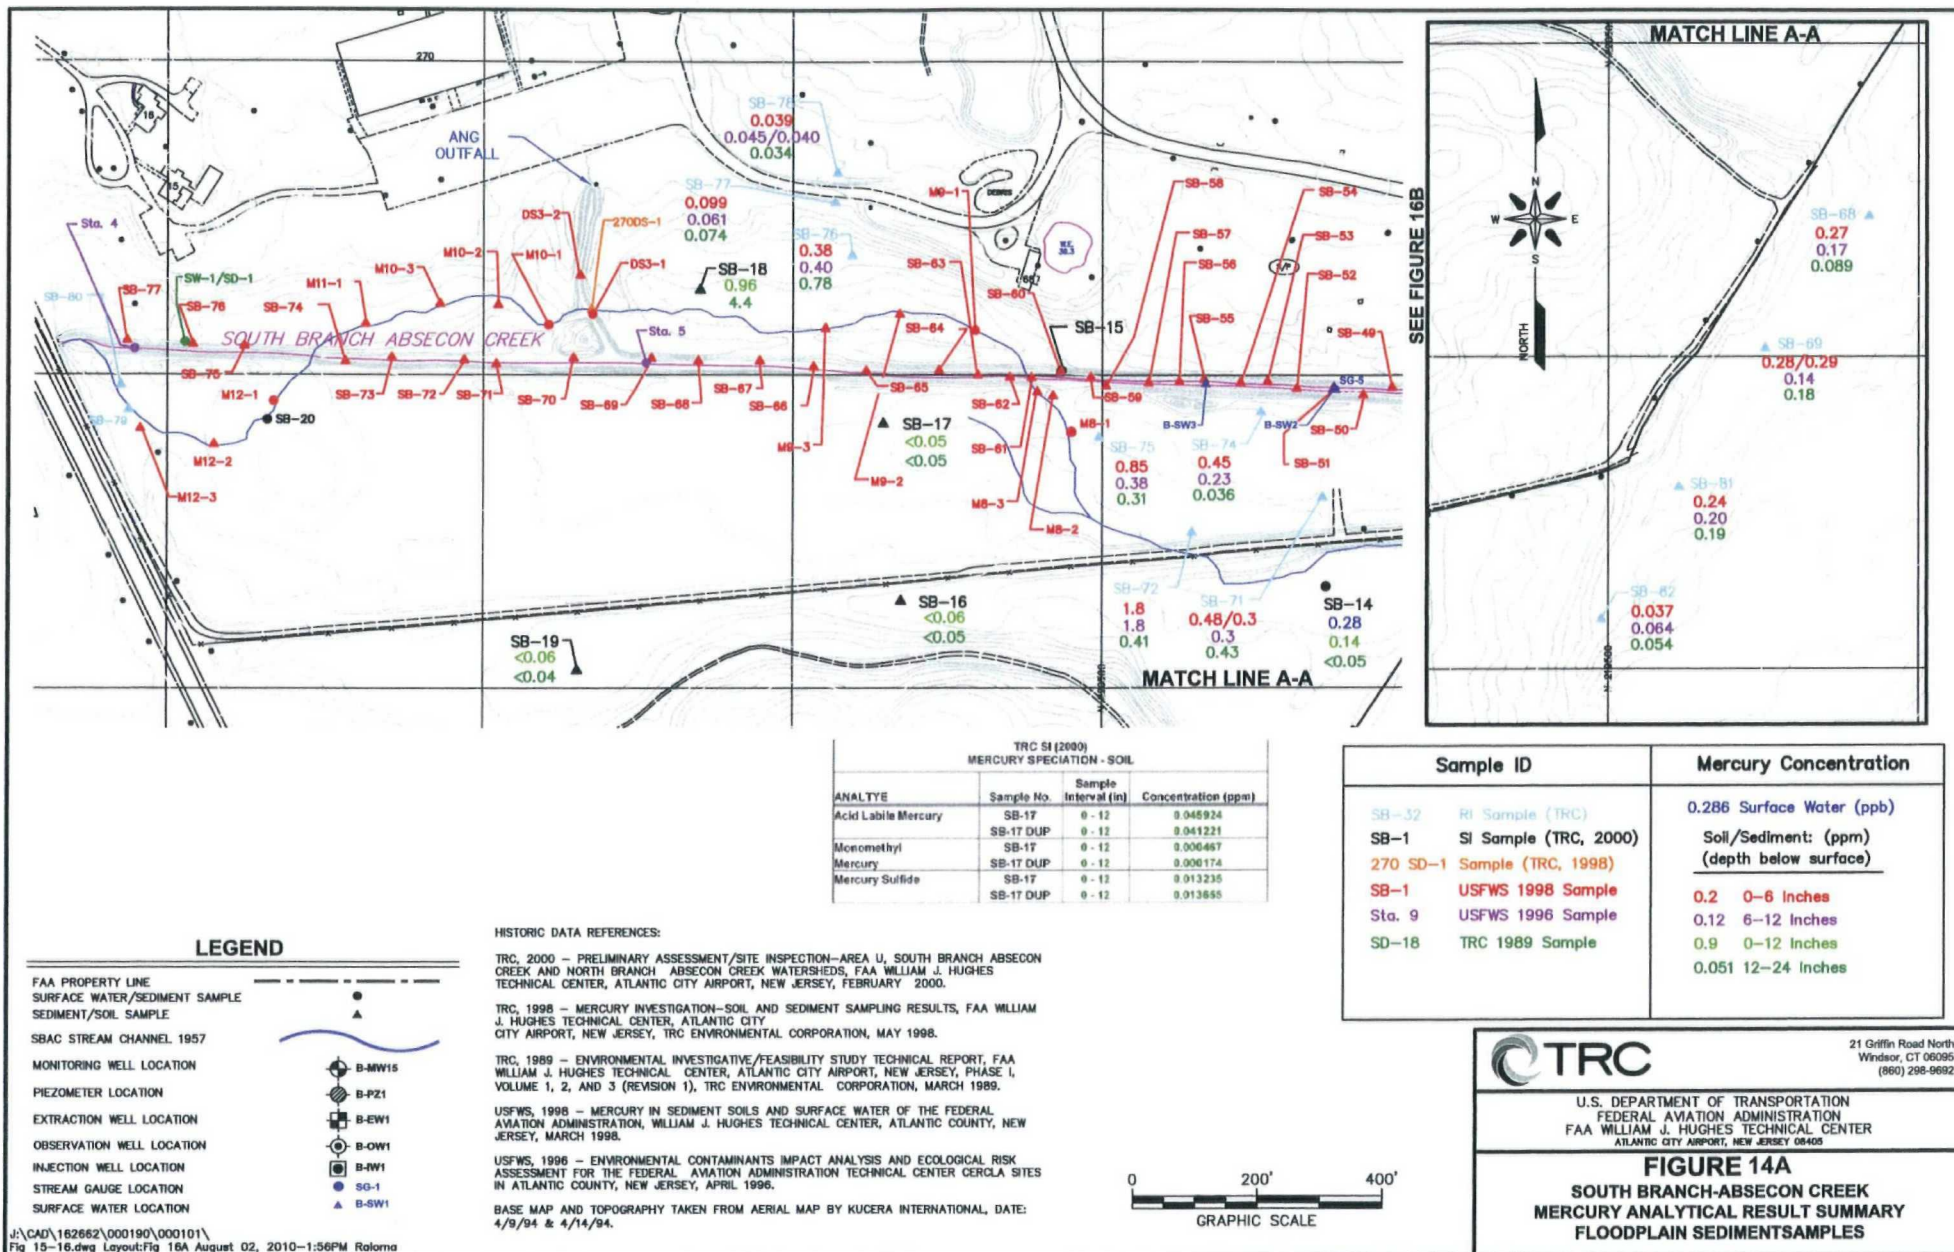 MATCH LINE A-A
270
16
15
ANG
OUTFALL
SB-78
0.039
0.045/0.040
0.034
SB-77
0.099
0.061
0.074
SB-76
0.38
0.40
0.78
DEBRIS
M9-1
SB-58
SB-54
SB-57
SB-53
SB-56
SB-52
SB-63
SB-60
SB-55
SB-49
SB-64
SB-15
Sta. 4
SW-1/SD-1
SB-80
SB-77
SB-76
SB-74
M11-1
M10-3
M10-2
M10-1
DS3-2
270DS-1
DS3-1
SB-18
0.96
4.4
SOUTH BRANCH ABSECON CREEK
Sta. 5
SB-75
M12-1
SB-73
SB-72
SB-71
SB-70
SB-69
SB-68
SB-67
SB-66
SB-65
SB-62
SB-59
SG-5
SB-79
SB-20
M12-2
M12-3
M9-3
M9-2
SB-17
<0.05
<0.05
SB-61
M8-1
M8-3
M8-2
SB-75
0.85
0.38
0.31
B-SW3
SB-74
0.45
0.23
0.036
B-SW2
SB-50
SB-51
SB-72
1.8
1.8
0.41
SB-71
0.48/0.3
0.3
0.43
SB-14
0.28
0.14
<0.05
SB-16
<0.06
<0.05
SB-19
<0.06
<0.04
MATCH LINE A-A
SEE FIGURE 16B
N
W E
S
NORTH
SB-68
0.27
0.17
0.089
SB-69
0.28/0.29
0.14
0.18
SB-81
0.24
0.20
0.19
SB-82
0.037
0.064
0.054
TRC SI (2000)
MERCURY SPECIATION - SOIL
ANALTYE Sample No. Sample Interval (in) Concentration (ppm)
Acid Labile Mercury SB-17 0 - 12 0.046924
SB-17 DUP 0 - 12 0.041221
Monomethyl SB-17 0 - 12 0.000467
Mercury SB-17 DUP 0 - 12 0.000174
Mercury Sulfide SB-17 0 - 12 0.013235
SB-17 DUP 0 - 12 0.013665
Sample ID Mercury Concentration
SB-32 RI Sample (TRC) 0.286 Surface Water (ppb)
SB-1 SI Sample (TRC, 2000) Soil/Sediment: (ppm)
270 SD-1 Sample (TRC, 1998) (depth below surface)
SB-1 USFWS 1998 Sample 0.2 0-6 Inches
Sta. 9 USFWS 1996 Sample 0.12 6-12 Inches
SD-18 TRC 1989 Sample 0.9 0-12 Inches
0.051 12-24 Inches
LEGEND
FAA PROPERTY LINE
SURFACE WATER/SEDIMENT SAMPLE
SEDIMENT/SOIL SAMPLE
SBAC STREAM CHANNEL 1957
MONITORING WELL LOCATION B-MW15
PIEZOMETER LOCATION B-PZ1
EXTRACTION WELL LOCATION B-EW1
OBSERVATION WELL LOCATION B-OW1
INJECTION WELL LOCATION B-IW1
STREAM GAUGE LOCATION SG-1
SURFACE WATER LOCATION B-SW1
J:\CAD\162662\000190\000101\
Fig 15-16.dwg Layout:Fig 16A August 02, 2010-1:56PM Raloma
HISTORIC DATA REFERENCES:
TRC, 2000 - PRELIMINARY ASSESSMENT/SITE INSPECTION-AREA U, SOUTH BRANCH ABSECON
CREEK AND NORTH BRANCH ABSECON CREEK WATERSHEDS, FAA WILLIAM J. HUGHES
TECHNICAL CENTER, ATLANTIC CITY AIRPORT, NEW JERSEY, FEBRUARY 2000.
TRC, 1998 - MERCURY INVESTIGATION-SOIL AND SEDIMENT SAMPLING RESULTS, FAA WILLIAM
J. HUGHES TECHNICAL CENTER, ATLANTIC CITY
CITY AIRPORT, NEW JERSEY, TRC ENVIRONMENTAL CORPORATION, MAY 1998.
TRC, 1989 - ENVIRONMENTAL INVESTIGATIVE/FEASIBILITY STUDY TECHNICAL REPORT, FAA
WILLIAM J. HUGHES TECHNICAL CENTER, ATLANTIC CITY AIRPORT, NEW JERSEY, PHASE I,
VOLUME 1, 2, AND 3 (REVISION 1), TRC ENVIRONMENTAL CORPORATION, MARCH 1989.
USFWS, 1998 - MERCURY IN SEDIMENT SOILS AND SURFACE WATER OF THE FEDERAL
AVIATION ADMINISTRATION, WILLIAM J. HUGHES TECHNICAL CENTER, ATLANTIC COUNTY, NEW
JERSEY, MARCH 1998.
USFWS, 1996 - ENVIRONMENTAL CONTAMINANTS IMPACT ANALYSIS AND ECOLOGICAL RISK
ASSESSMENT FOR THE FEDERAL AVIATION ADMINISTRATION TECHNICAL CENTER CERCLA SITES
IN ATLANTIC COUNTY, NEW JERSEY, APRIL 1996.
BASE MAP AND TOPOGRAPHY TAKEN FROM AERIAL MAP BY KUCERA INTERNATIONAL, DATE:
4/9/94 & 4/14/94.
0 200' 400'
GRAPHIC SCALE
TRC
21 Griffin Road North
Windsor, CT 06095
(860) 298-9692
U.S. DEPARTMENT OF TRANSPORTATION
FEDERAL AVIATION ADMINISTRATION
FAA WILLIAM J. HUGHES TECHNICAL CENTER
ATLANTIC CITY AIRPORT, NEW JERSEY 08405
FIGURE 14A
SOUTH BRANCH-ABSECON CREEK
MERCURY ANALYTICAL RESULT SUMMARY
FLOODPLAIN SEDIMENTSAMPLES